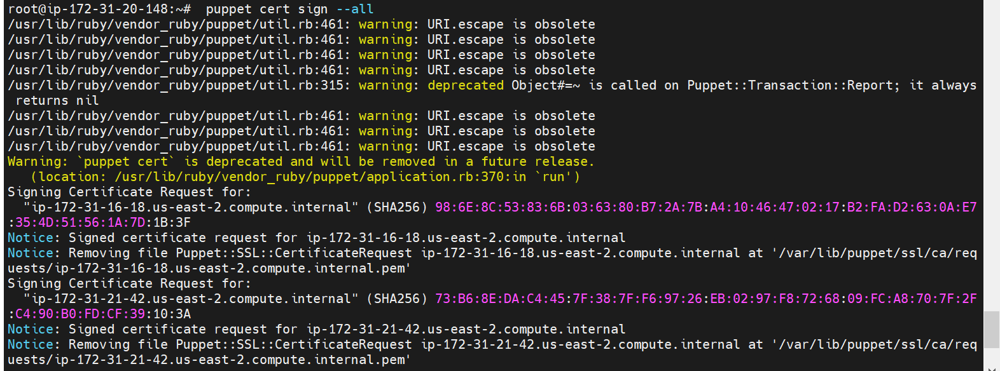 root@ip-172-31-20-148:~#  puppet cert sign --all
/usr/lib/ruby/vendor_ruby/puppet/util.rb:461: warning: URI.escape is obsolete
/usr/lib/ruby/vendor_ruby/puppet/util.rb:461: warning: URI.escape is obsolete
/usr/lib/ruby/vendor_ruby/puppet/util.rb:461: warning: URI.escape is obsolete
/usr/lib/ruby/vendor_ruby/puppet/util.rb:461: warning: URI.escape is obsolete
/usr/lib/ruby/vendor_ruby/puppet/util.rb:315: warning: deprecated Object#=~ is called on Puppet::Transaction::Report; it always
 returns nil
/usr/lib/ruby/vendor_ruby/puppet/util.rb:461: warning: URI.escape is obsolete
/usr/lib/ruby/vendor_ruby/puppet/util.rb:461: warning: URI.escape is obsolete
/usr/lib/ruby/vendor_ruby/puppet/util.rb:461: warning: URI.escape is obsolete
Warning: `puppet cert` is deprecated and will be removed in a future release.
   (location: /usr/lib/ruby/vendor_ruby/puppet/application.rb:370:in `run')
Signing Certificate Request for:
  "ip-172-31-16-18.us-east-2.compute.internal" (SHA256) 98:6E:8C:53:83:6B:03:63:80:B7:2A:7B:A4:10:46:47:02:17:B2:FA:D2:63:0A:E7
:35:4D:51:56:1A:7D:1B:3F
Notice: Signed certificate request for ip-172-31-16-18.us-east-2.compute.internal
Notice: Removing file Puppet::SSL::CertificateRequest ip-172-31-16-18.us-east-2.compute.internal at '/var/lib/puppet/ssl/ca/req
uests/ip-172-31-16-18.us-east-2.compute.internal.pem'
Signing Certificate Request for:
  "ip-172-31-21-42.us-east-2.compute.internal" (SHA256) 73:B6:8E:DA:C4:45:7F:38:7F:F6:97:26:EB:02:97:F8:72:68:09:FC:A8:70:7F:2F
:C4:90:B0:FD:CF:39:10:3A
Notice: Signed certificate request for ip-172-31-21-42.us-east-2.compute.internal
Notice: Removing file Puppet::SSL::CertificateRequest ip-172-31-21-42.us-east-2.compute.internal at '/var/lib/puppet/ssl/ca/req
uests/ip-172-31-21-42.us-east-2.compute.internal.pem'